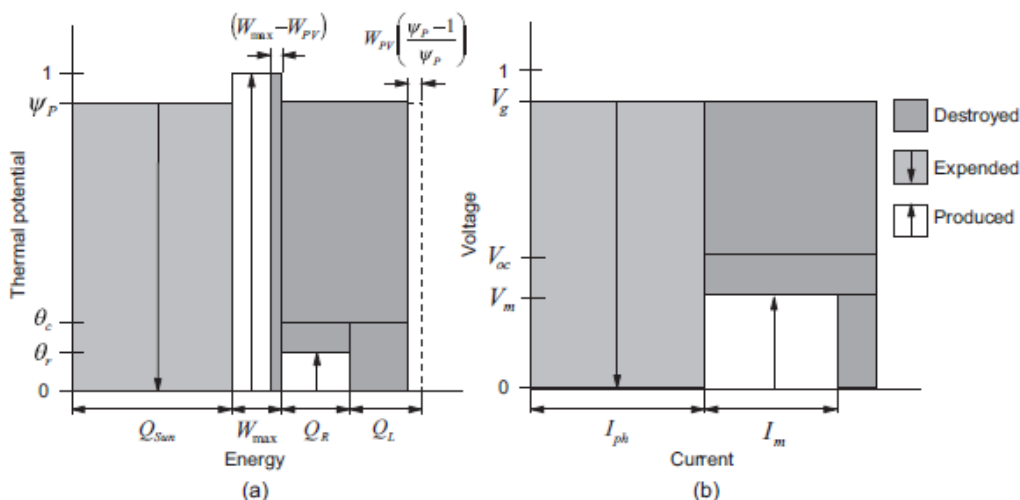 (W_max − W_PV)
W_PV ( ψ_P − 1 / ψ_P )
1
ψ_P
Thermal potential
θ_c
θ_r
0
Q_Sun
W_max
Q_R
Q_L
Energy
(a)
1
V_g
Voltage
V_oc
V_m
0
I_ph
I_m
Current
(b)
Destroyed
Expended
Produced